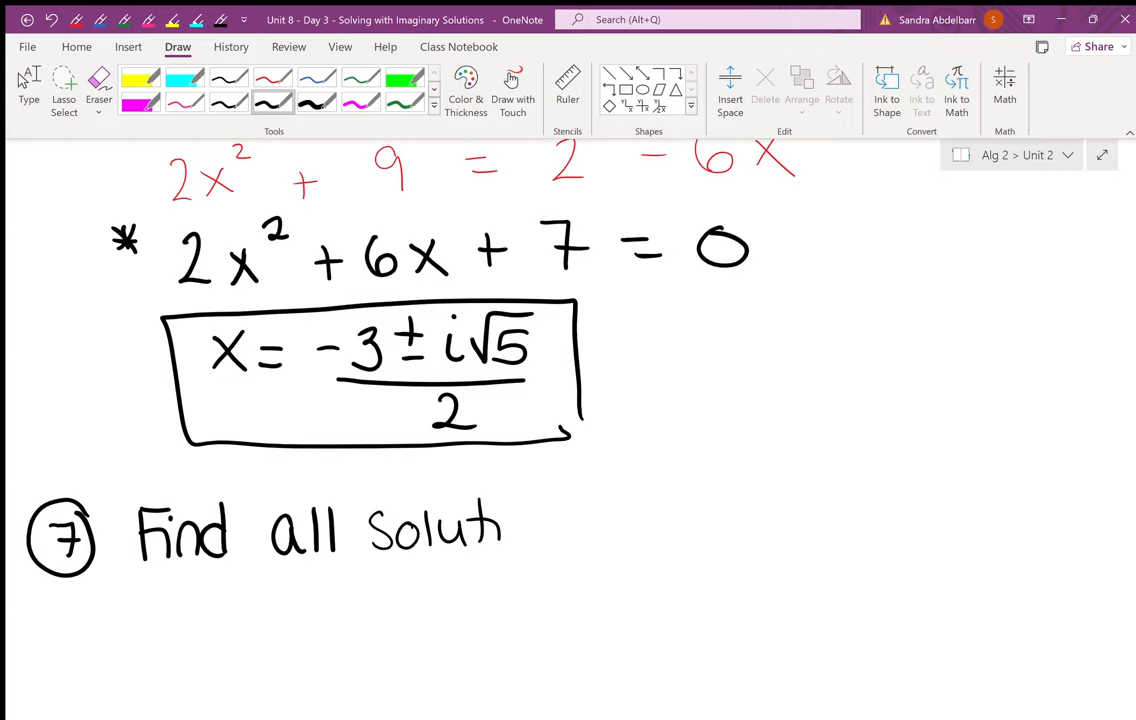 Unit 8 - Day 3 - Solving with Imaginary Solutions - OneNote
Search (Alt+Q)
Sandra Abdelbarr
S
File Home Insert Draw History Review View Help Class Notebook
Share
Type
Lasso Select
Eraser
Color & Thickness
Draw with Touch
Ruler
Insert Space
Delete
Arrange
Rotate
Ink to Shape
Ink to Text
Ink to Math
Math
Tools Stencils Shapes Edit Convert Math
Alg 2 > Unit 2
2x² + 9 = 2 - 6x
* 2x² + 6x + 7 = 0
x = -3 ± i√5
2
7 Find all solut